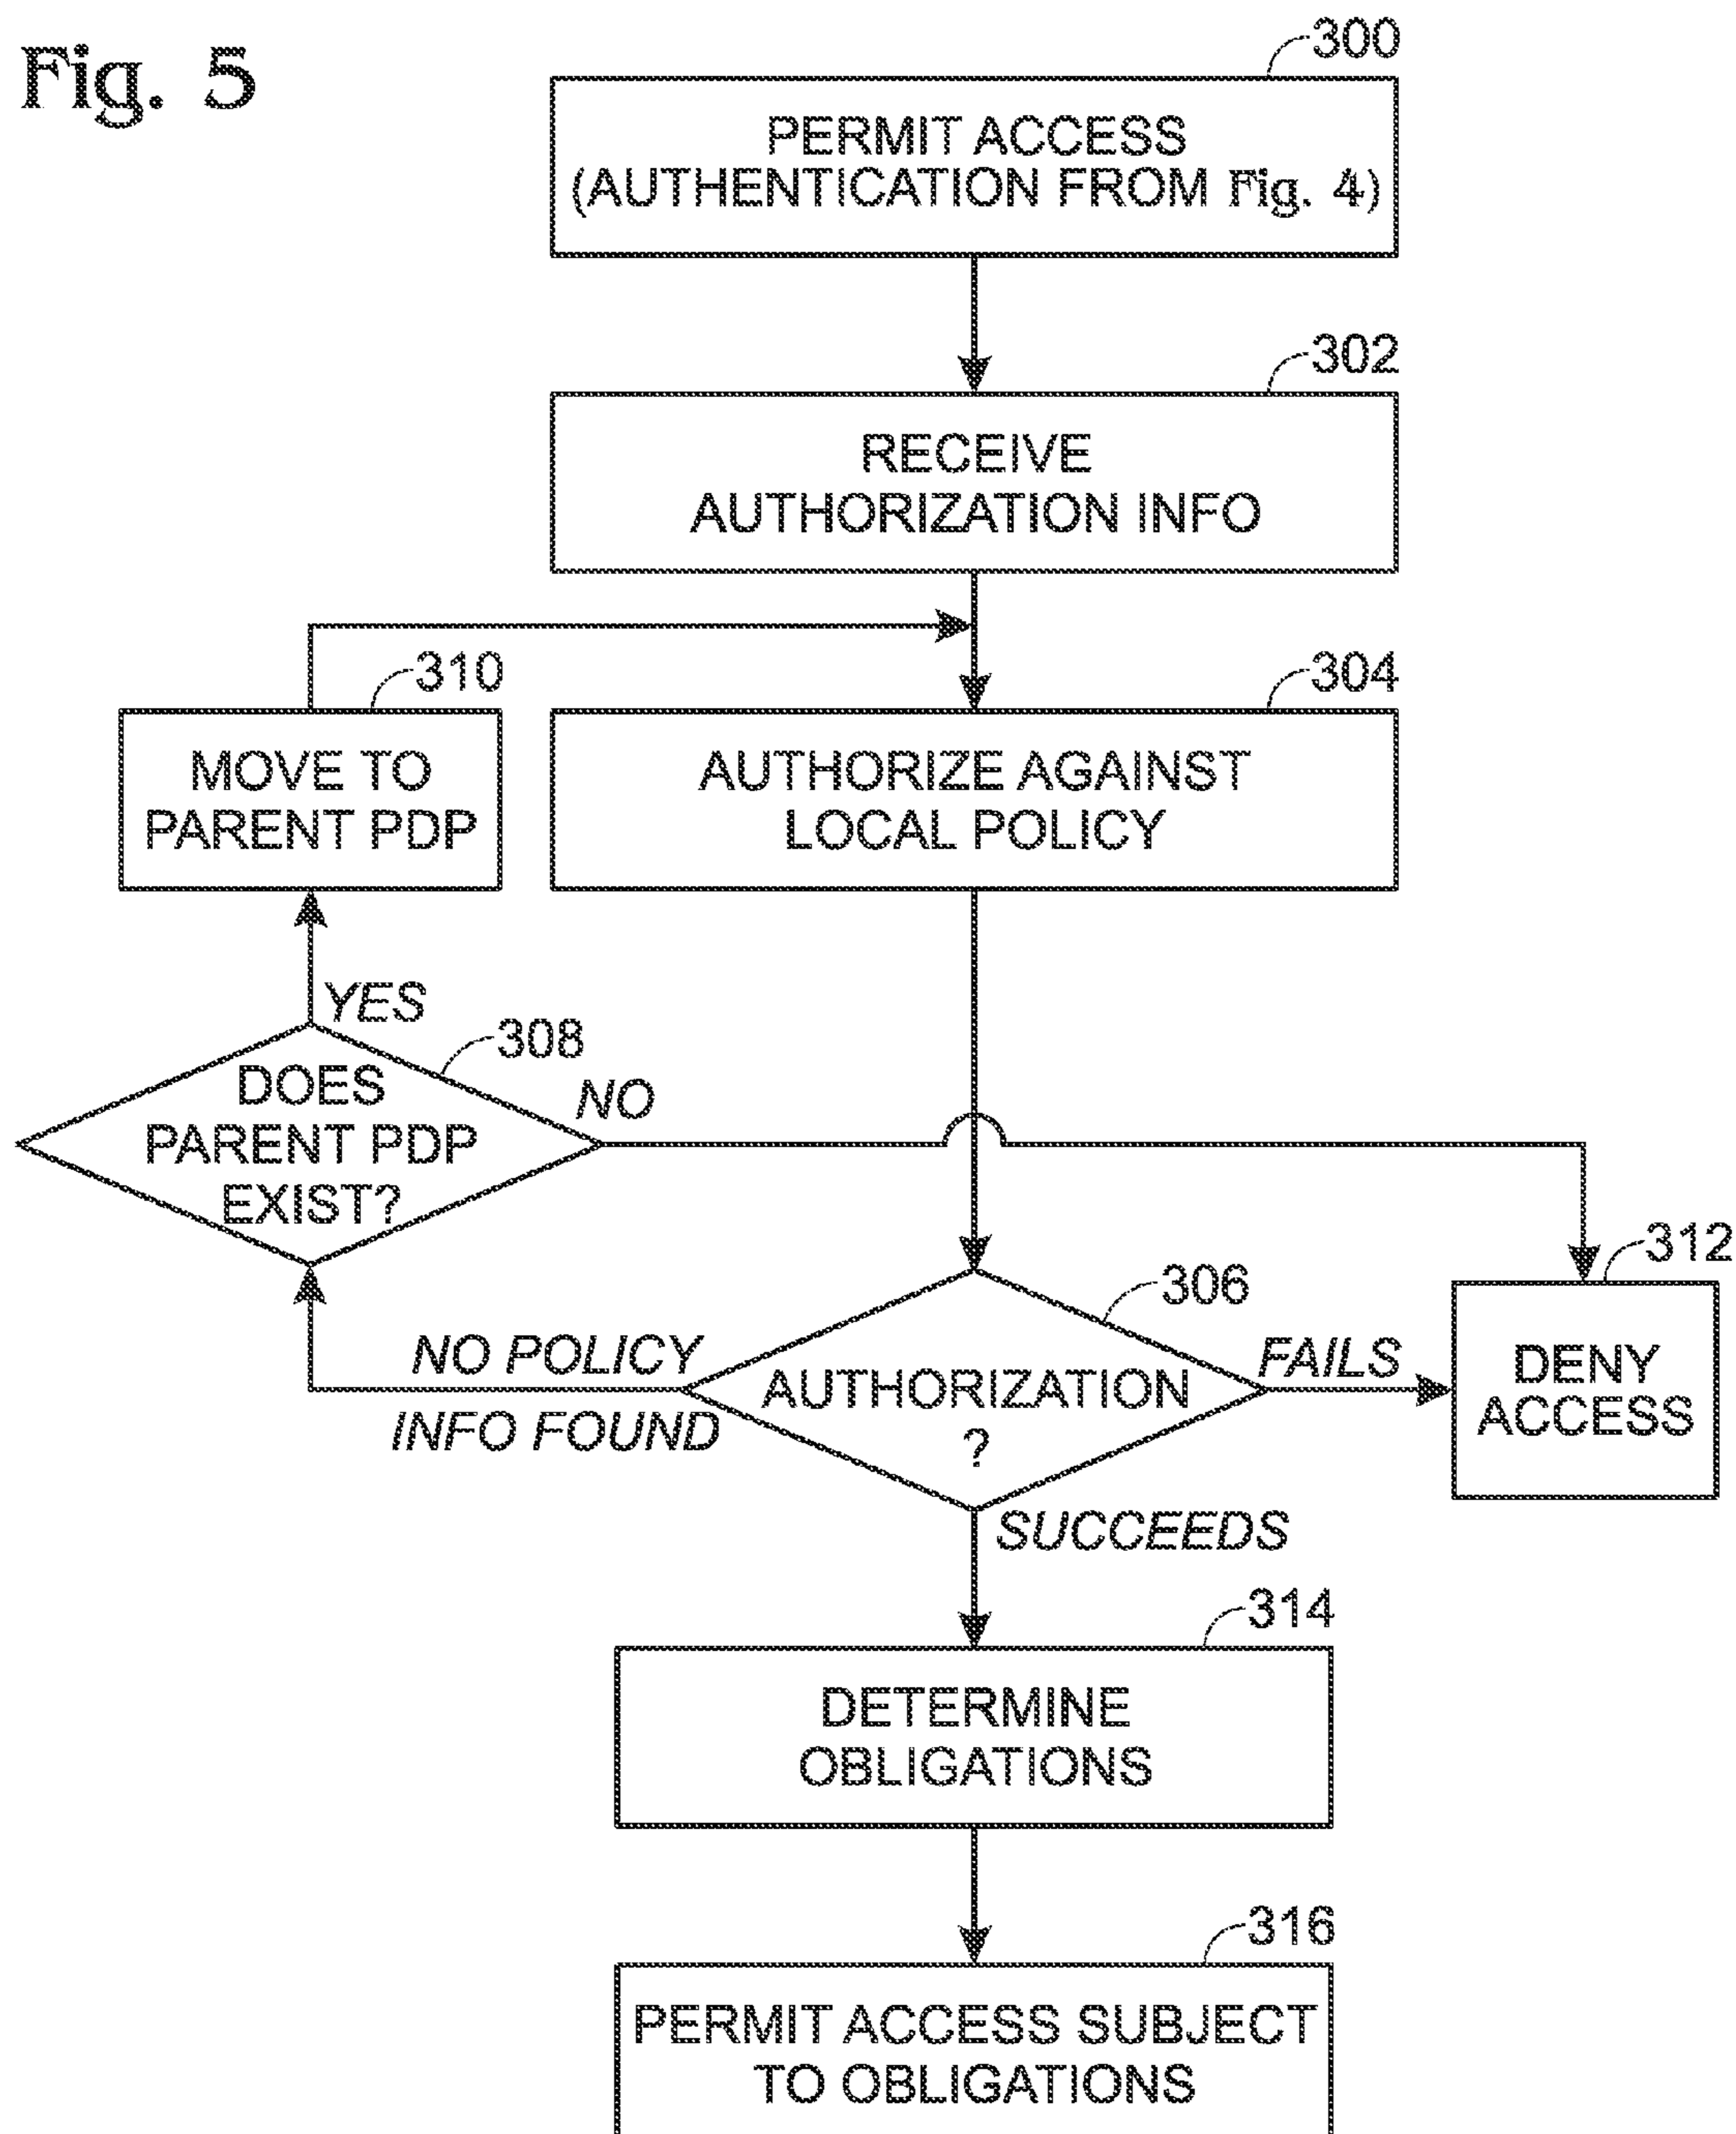 Fig. 5
300
PERMIT ACCESS
(AUTHENTICATION FROM Fig. 4)
302
RECEIVE
AUTHORIZATION INFO
310
MOVE TO
PARENT PDP
304
AUTHORIZE AGAINST
LOCAL POLICY
YES
308
DOES
PARENT PDP
EXIST?
NO
306
AUTHORIZATION
?
NO POLICY
INFO FOUND
FAILS
312
DENY
ACCESS
SUCCEEDS
314
DETERMINE
OBLIGATIONS
316
PERMIT ACCESS SUBJECT
TO OBLIGATIONS